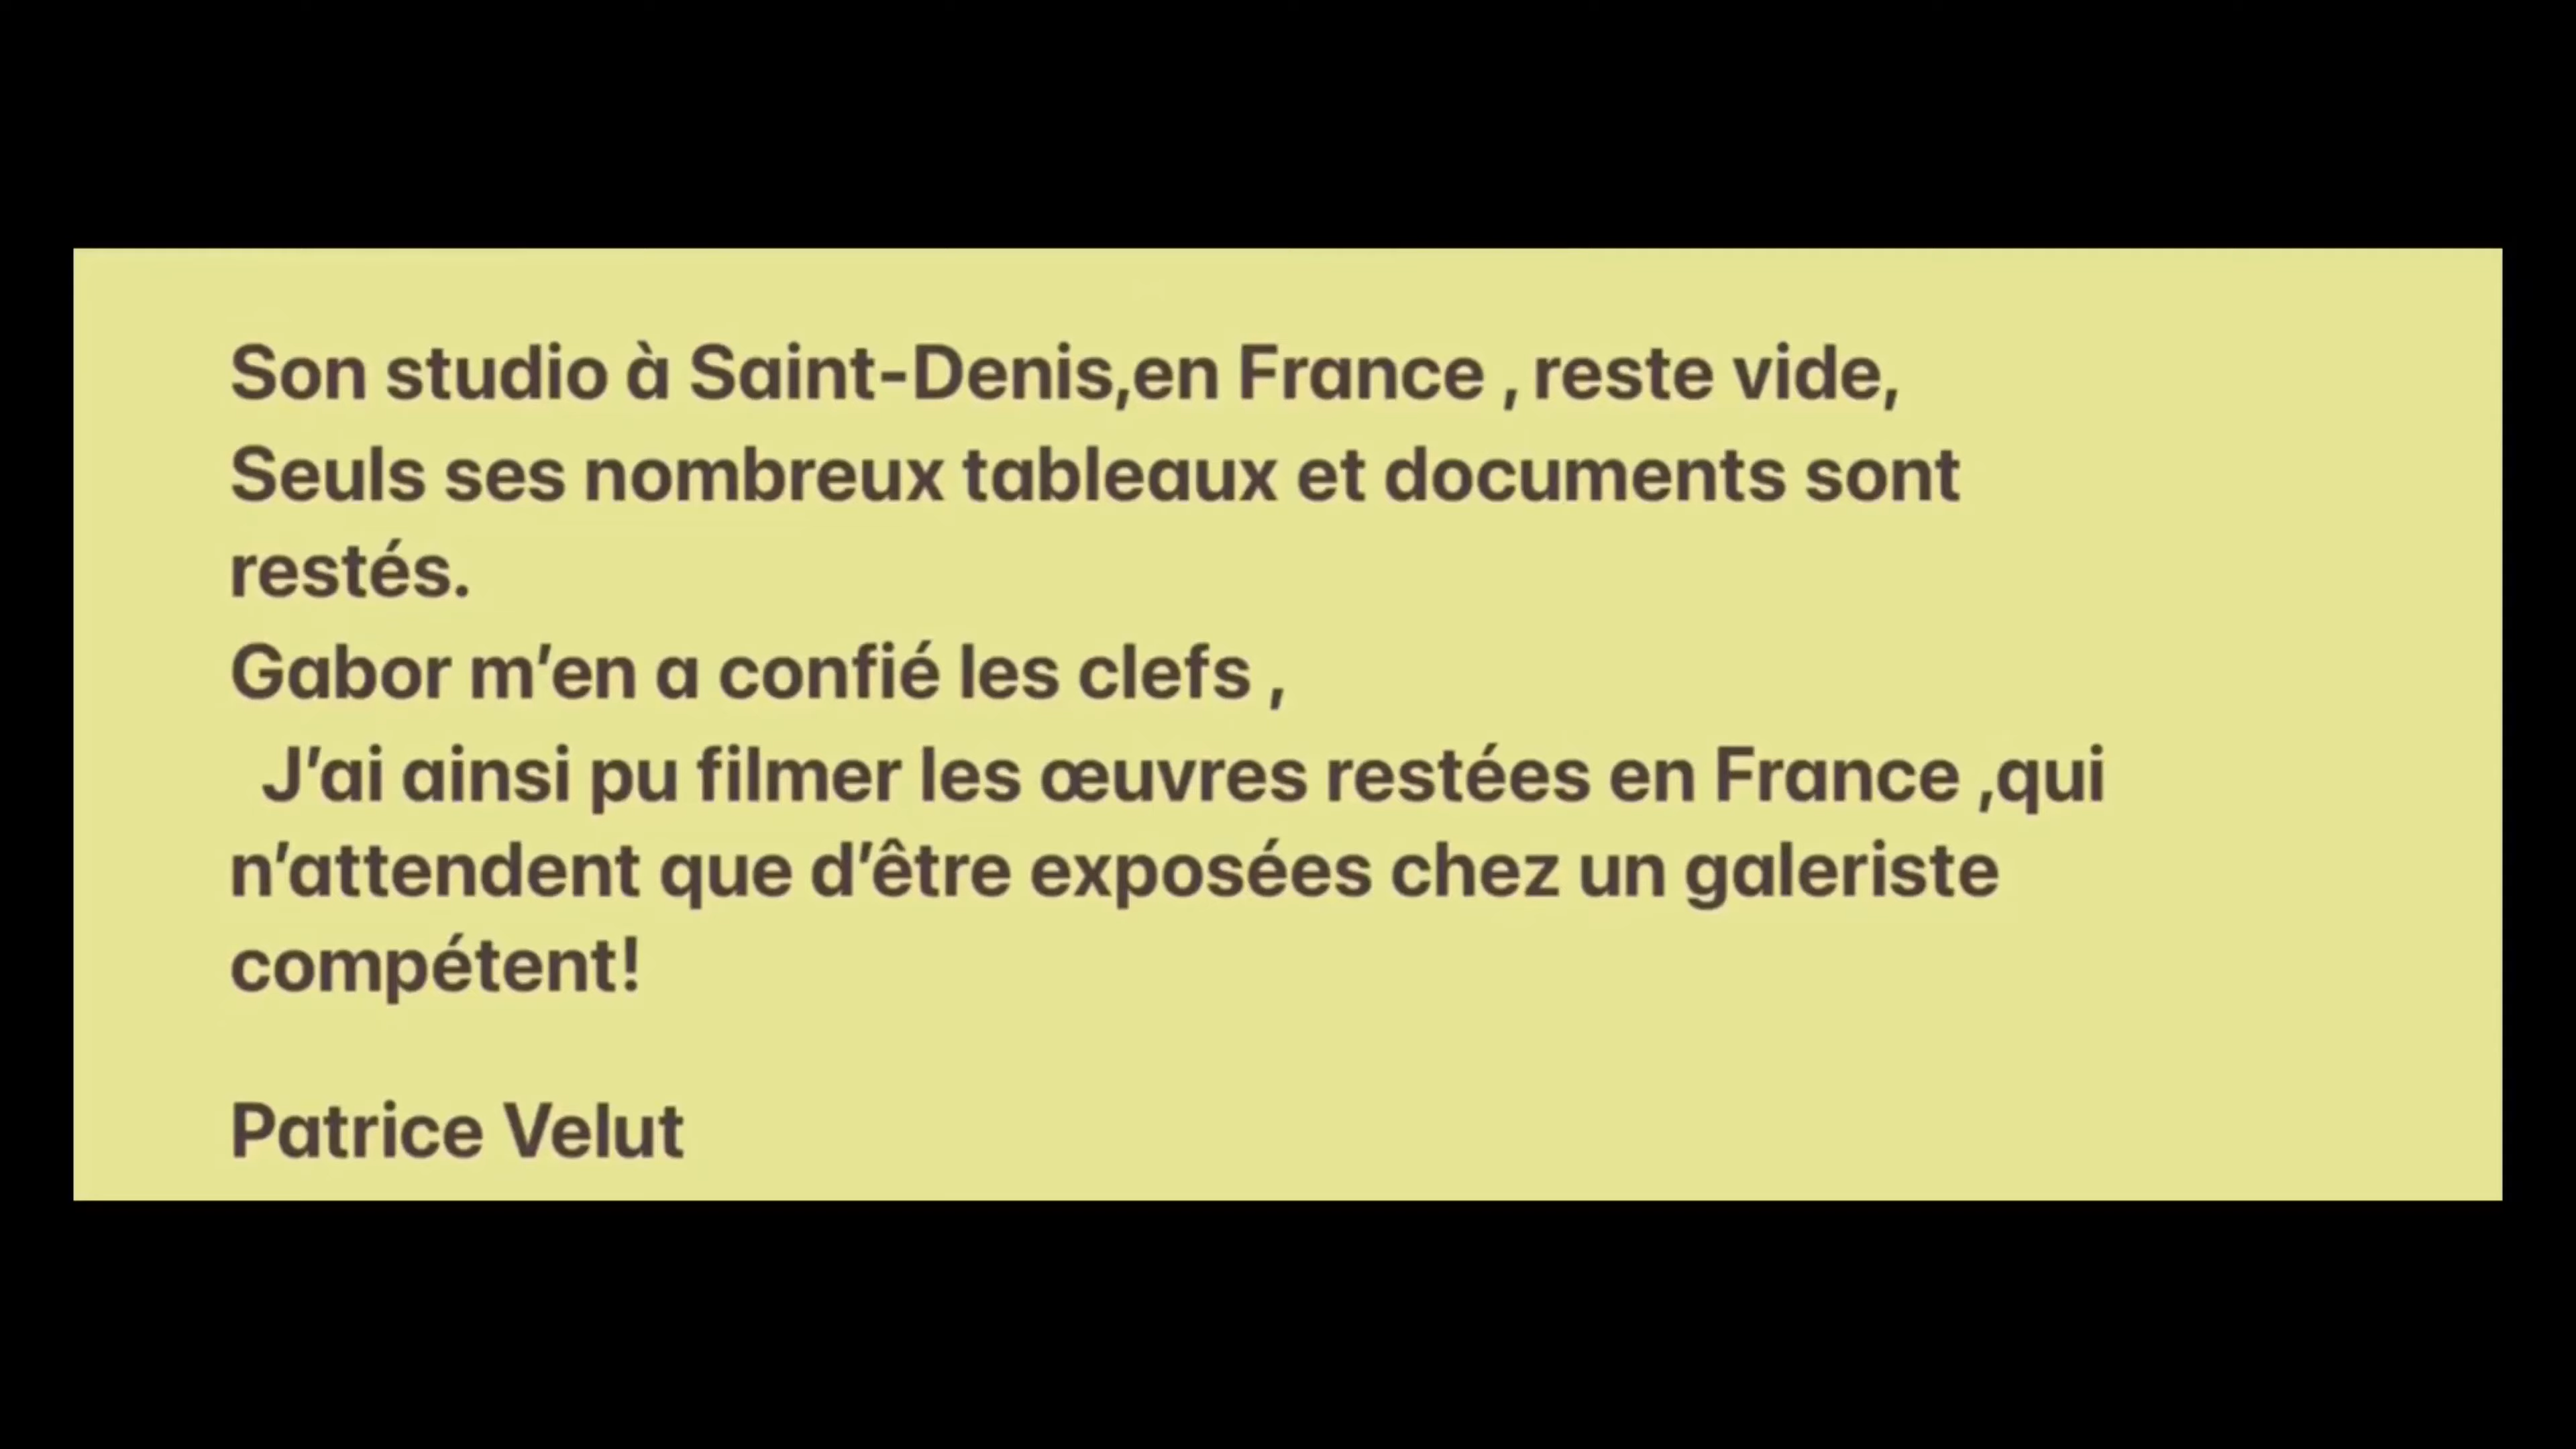 Son studio à Saint-Denis,en France , reste vide,
Seuls ses nombreux tableaux et documents sont
restés.
Gabor m’en a confié les clefs ,
J’ai ainsi pu filmer les œuvres restées en France ,qui
n’attendent que d’être exposées chez un galeriste
compétent!
Patrice Velut